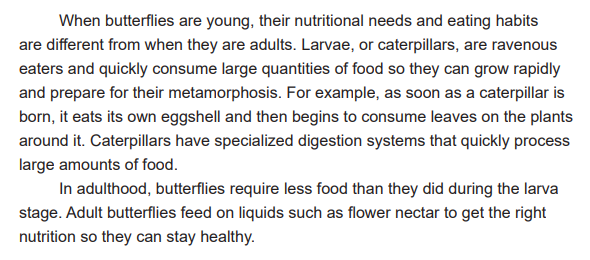 When butterflies are young, their nutritional needs and eating habits
are different from when they are adults. Larvae, or caterpillars, are ravenous
eaters and quickly consume large quantities of food so they can grow rapidly
and prepare for their metamorphosis. For example, as soon as a caterpillar is
born, it eats its own eggshell and then begins to consume leaves on the plants
around it. Caterpillars have specialized digestion systems that quickly process
large amounts of food.
In adulthood, butterflies require less food than they did during the larva
stage. Adult butterflies feed on liquids such as flower nectar to get the right
nutrition so they can stay healthy.